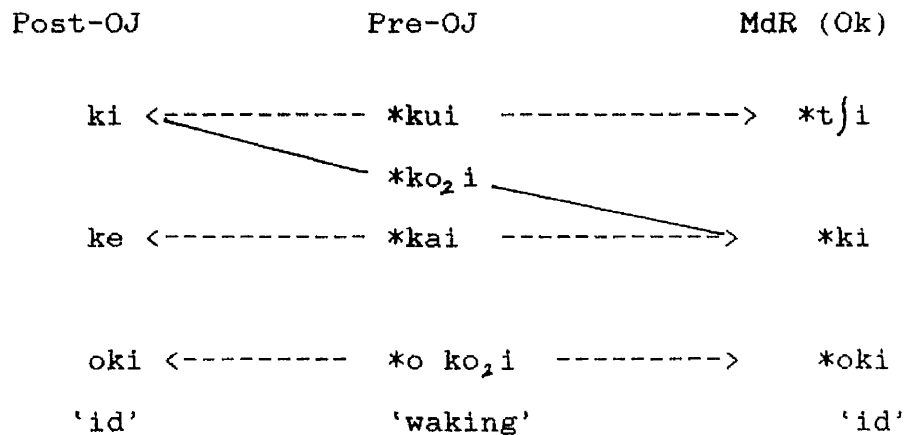 Post-OJ Pre-OJ MdR (Ok)
ki <-------- *kui --------> *tʃi
*ko₂i
ke <-------- *kai --------> *ki
oki <-------- *o ko₂i --------> *oki
‘id’ ‘waking’ ‘id’